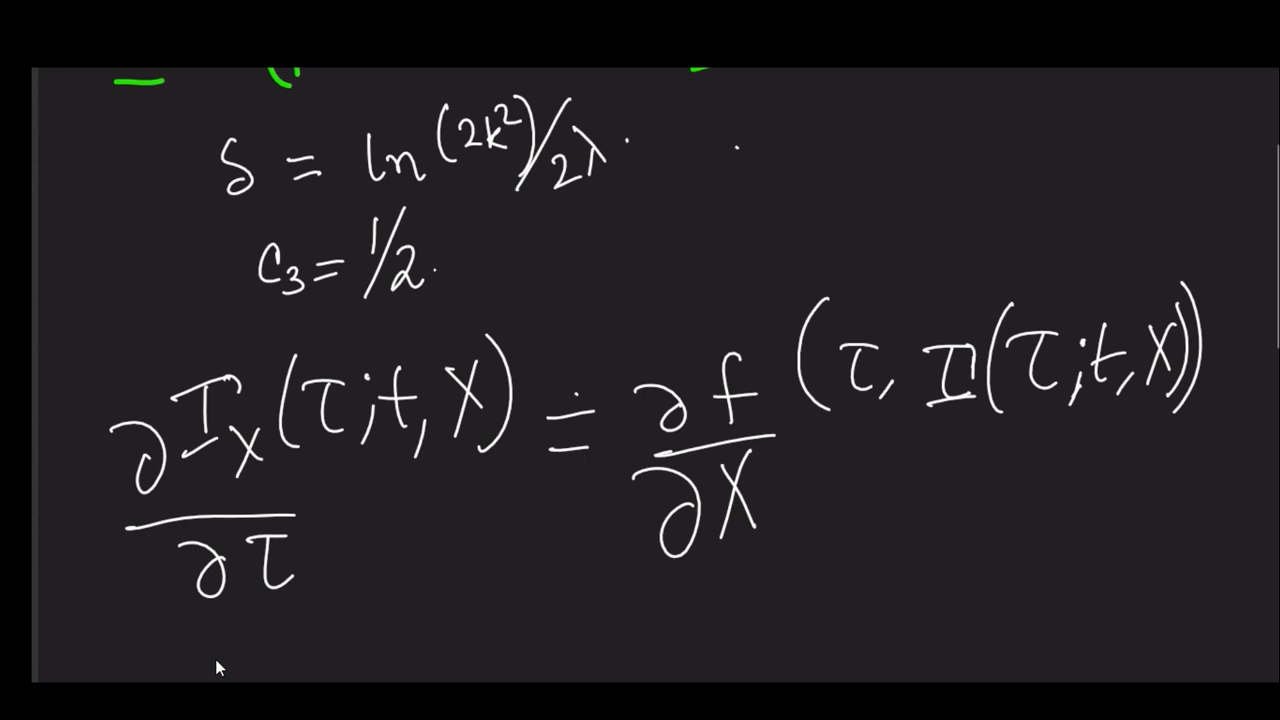 δ = ln (2k²)/2λ.
C₃ = 1/2.
∂I_x(τ;t,x)/∂τ = ∂f/∂x (τ, I(τ;t,x))